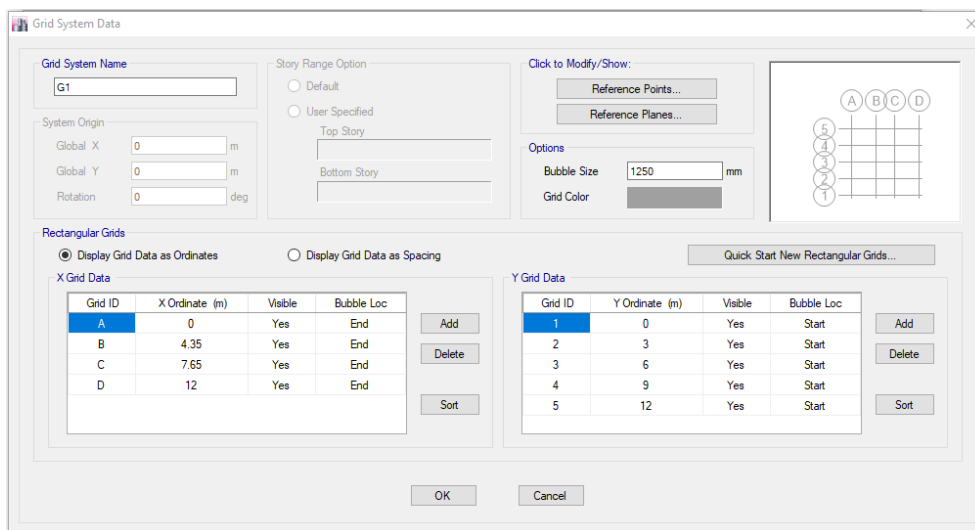 Grid System Data
Grid System Name
G1
System Origin
Global X 0 m
Global Y 0 m
Rotation 0 deg
Story Range Option
Default
User Specified
Top Story
Bottom Story
Click to Modify/Show:
Reference Points...
Reference Planes...
Options
Bubble Size 1250 mm
Grid Color
A B C D
5
4
3
2
1
Rectangular Grids
Display Grid Data as Ordinates Display Grid Data as Spacing Quick Start New Rectangular Grids...
X Grid Data
Grid ID X Ordinate (m) Visible Bubble Loc
A 0 Yes End
B 4.35 Yes End
C 7.65 Yes End
D 12 Yes End
Add
Delete
Sort
Y Grid Data
Grid ID Y Ordinate (m) Visible Bubble Loc
1 0 Yes Start
2 3 Yes Start
3 6 Yes Start
4 9 Yes Start
5 12 Yes Start
Add
Delete
Sort
OK Cancel